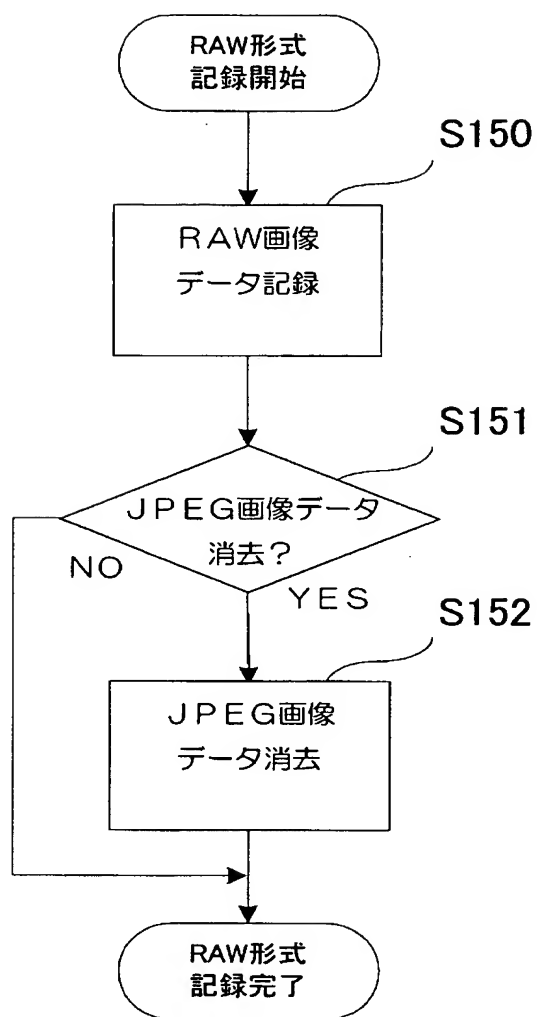 RAW形式
記録開始
S150
RAW画像
データ記録
S151
JPEG画像データ
消去?
NO
YES
S152
JPEG画像
データ消去
RAW形式
記録完了